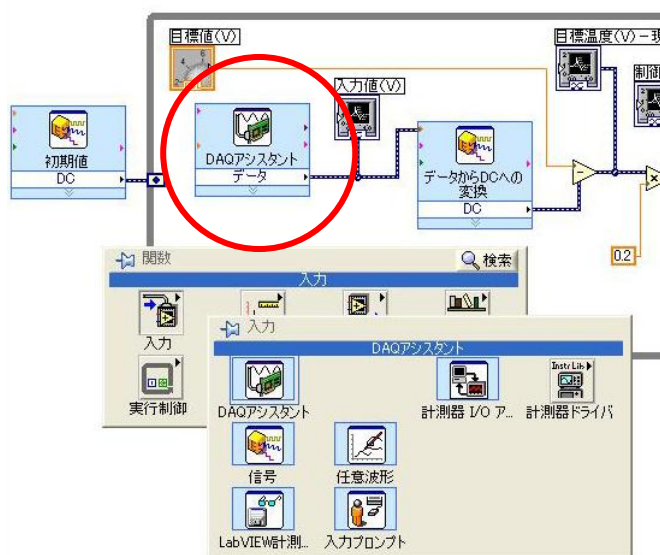 目標値(V)
目標温度(V)－現
入力値(V)
制御
初期値
DC
DAQアシスタント
データ
データからDCへの
変換
DC
0.2
関数
検索
入力
入力
実行制御
入力
DAQアシスタント
DAQアシスタント
計測器 I/O ア...
Instr Lib
計測器ドライバ
信号
任意波形
LabVIEW計測...
入力プロンプト